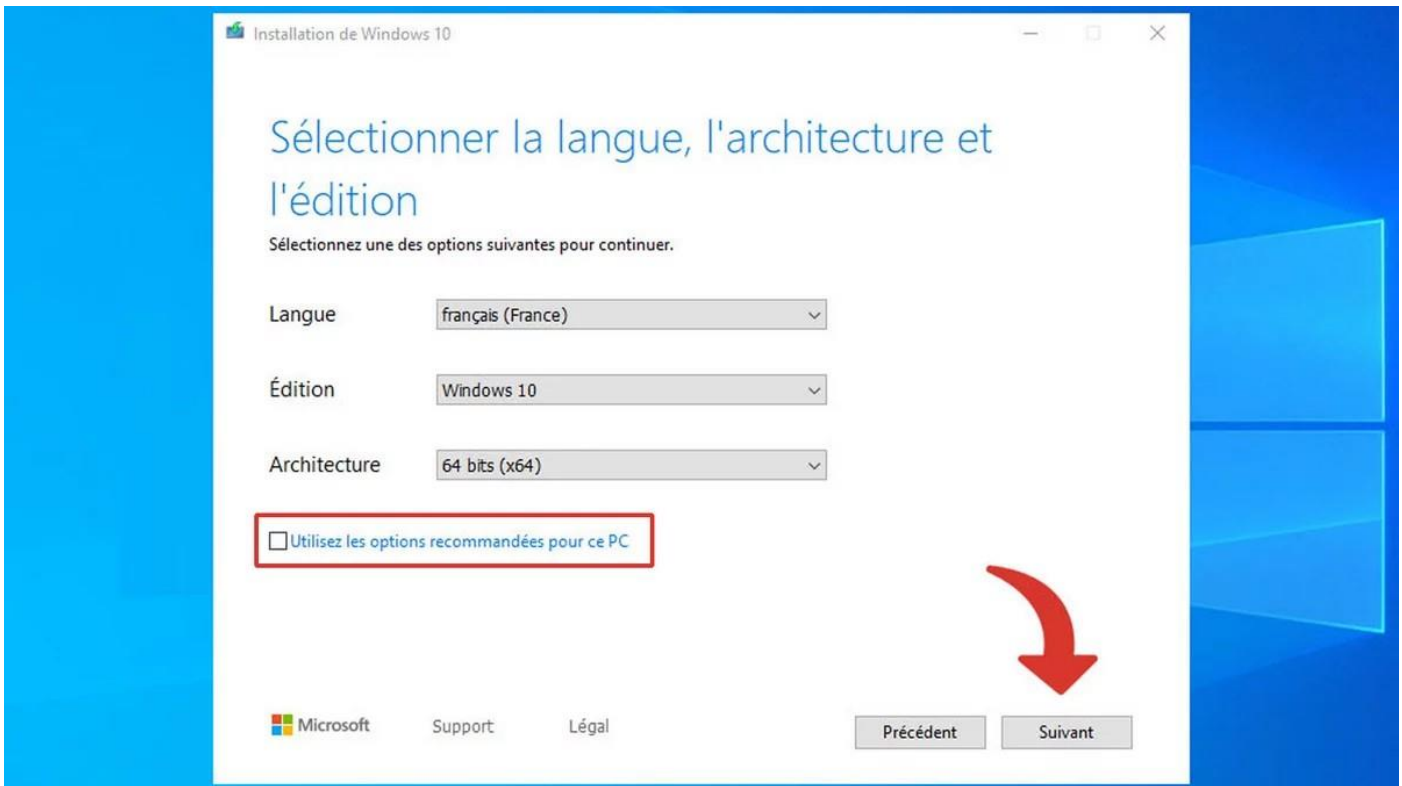 Installation de Windows 10
Sélectionner la langue, l'architecture et
l'édition
Sélectionnez une des options suivantes pour continuer.
Langue
français (France)
Édition
Windows 10
Architecture
64 bits (x64)
Utilisez les options recommandées pour ce PC
Microsoft
Support
Légal
Précédent
Suivant